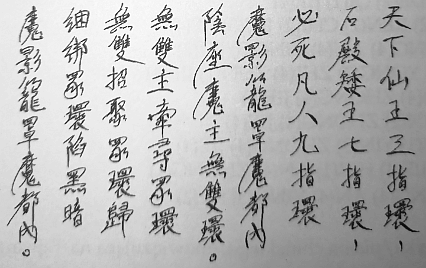 天下仙王三指環，
石殿矮王七指環，
必死凡人九指環
魔影籠罩魔都內
陰座魔主無雙環。
無雙主索尋眾環
無雙招聚眾環歸
綑綁眾環陷黑暗
魔影籠罩魔都內。